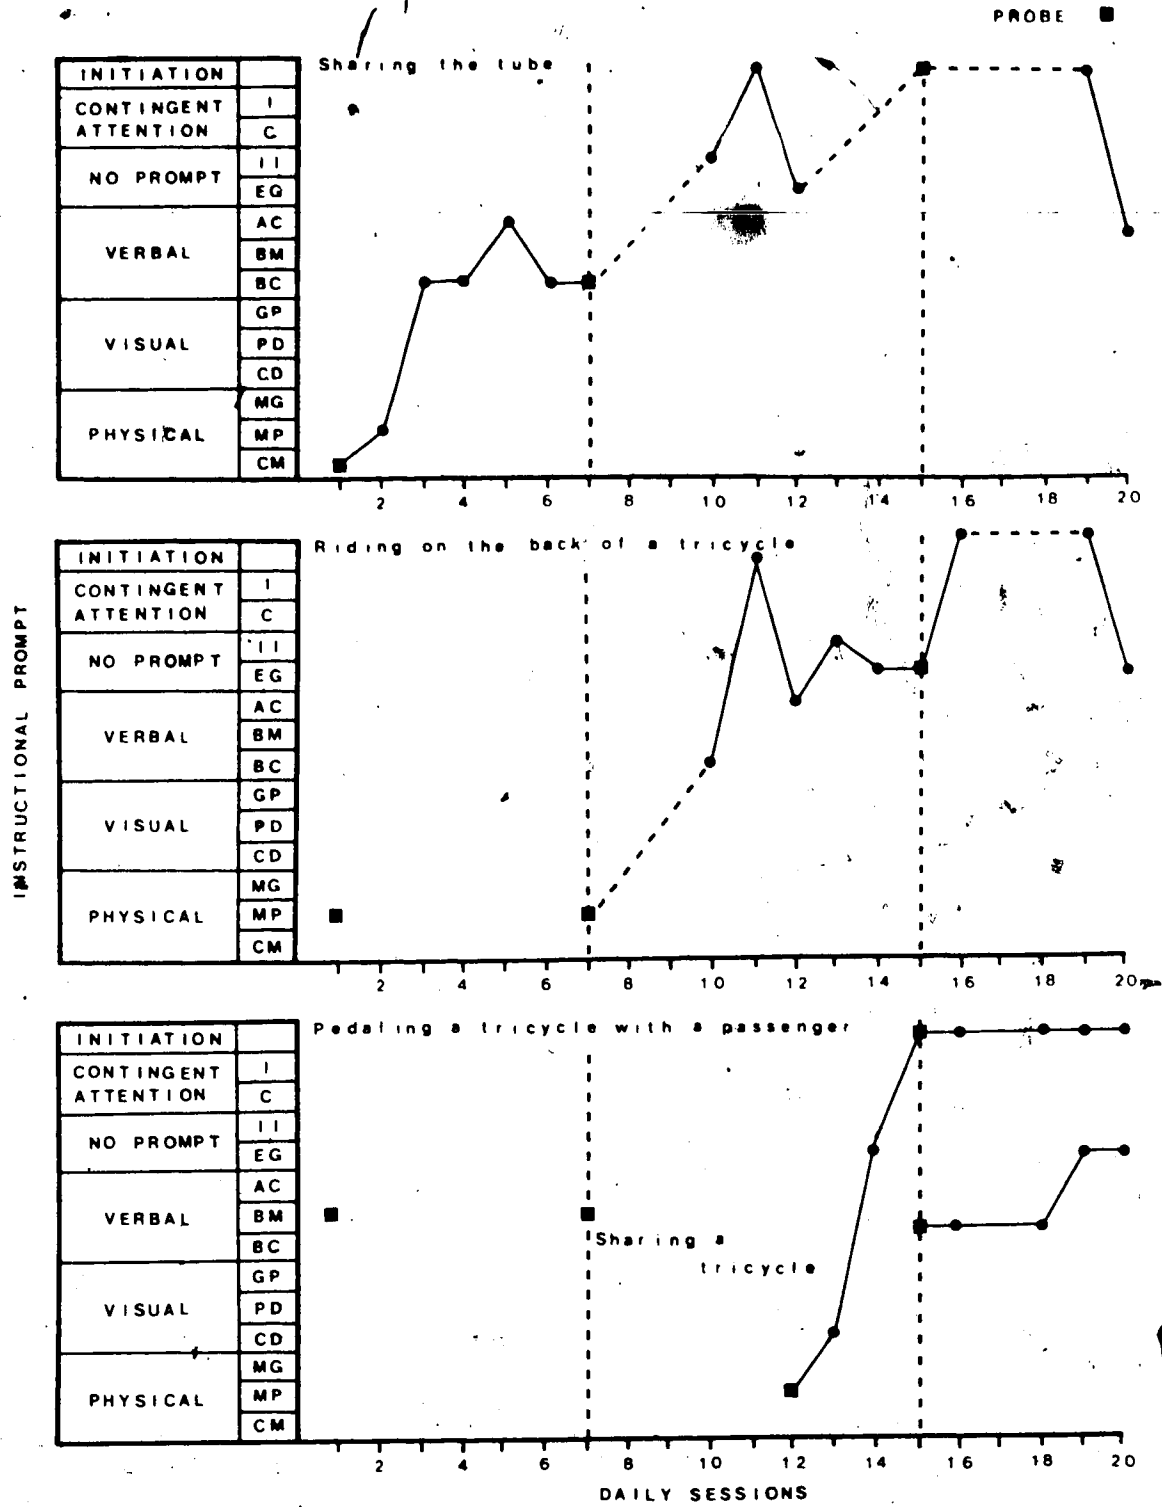 PROBE
Sharing the tube
INITIATION
CONTINGENT I
ATTENTION C
NO PROMPT II
EG
AC
VERBAL BM
BC
GP
VISUAL PD
CD
MG
PHYSICAL MP
CM
2 4 6 8 10 12 14 16 18 20
Riding on the back of a tricycle
INITIATION
CONTINGENT I
ATTENTION C
NO PROMPT II
EG
AC
VERBAL BM
BC
GP
VISUAL PD
CD
MG
PHYSICAL MP
CM
2 4 6 8 10 12 14 16 18 20
INSTRUCTIONAL PROMPT
Pedaling a tricycle with a passenger
INITIATION
CONTINGENT I
ATTENTION C
NO PROMPT II
EG
AC
VERBAL BM
BC
Sharing a
tricycle
GP
VISUAL PD
CD
MG
PHYSICAL MP
CM
2 4 6 8 10 12 14 16 18 20
DAILY SESSIONS